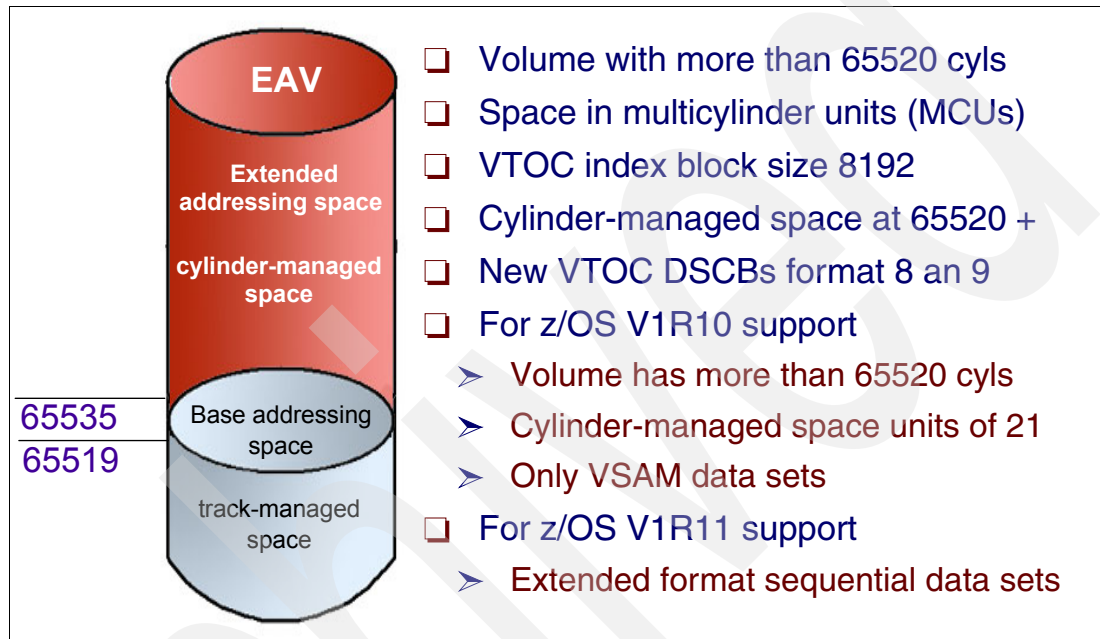 EAV
Extended
addressing space
cylinder-managed
space
65535
65519
Base addressing
space
track-managed
space
Volume with more than 65520 cyls
Space in multicylinder units (MCUs)
VTOC index block size 8192
Cylinder-managed space at 65520 +
New VTOC DSCBs format 8 an 9
For z/OS V1R10 support
Volume has more than 65520 cyls
Cylinder-managed space units of 21
Only VSAM data sets
For z/OS V1R11 support
Extended format sequential data sets